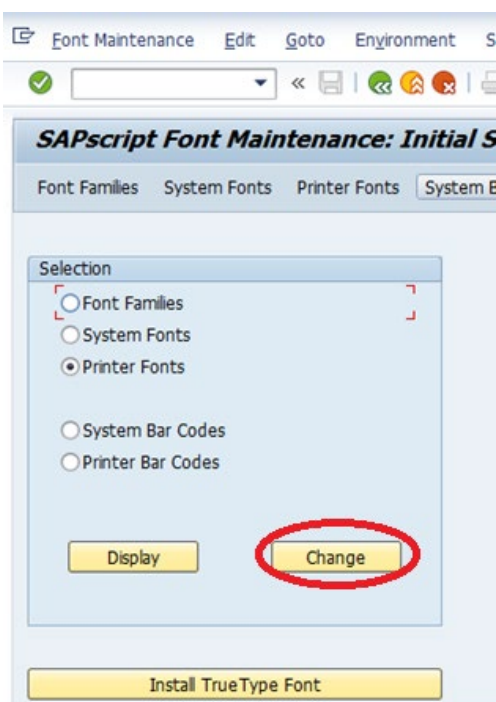 Font Maintenance Edit Goto Environment S
SAPscript Font Maintenance: Initial S
Font Families System Fonts Printer Fonts System B
Selection
Font Families
System Fonts
Printer Fonts
System Bar Codes
Printer Bar Codes
Display Change
Install TrueType Font